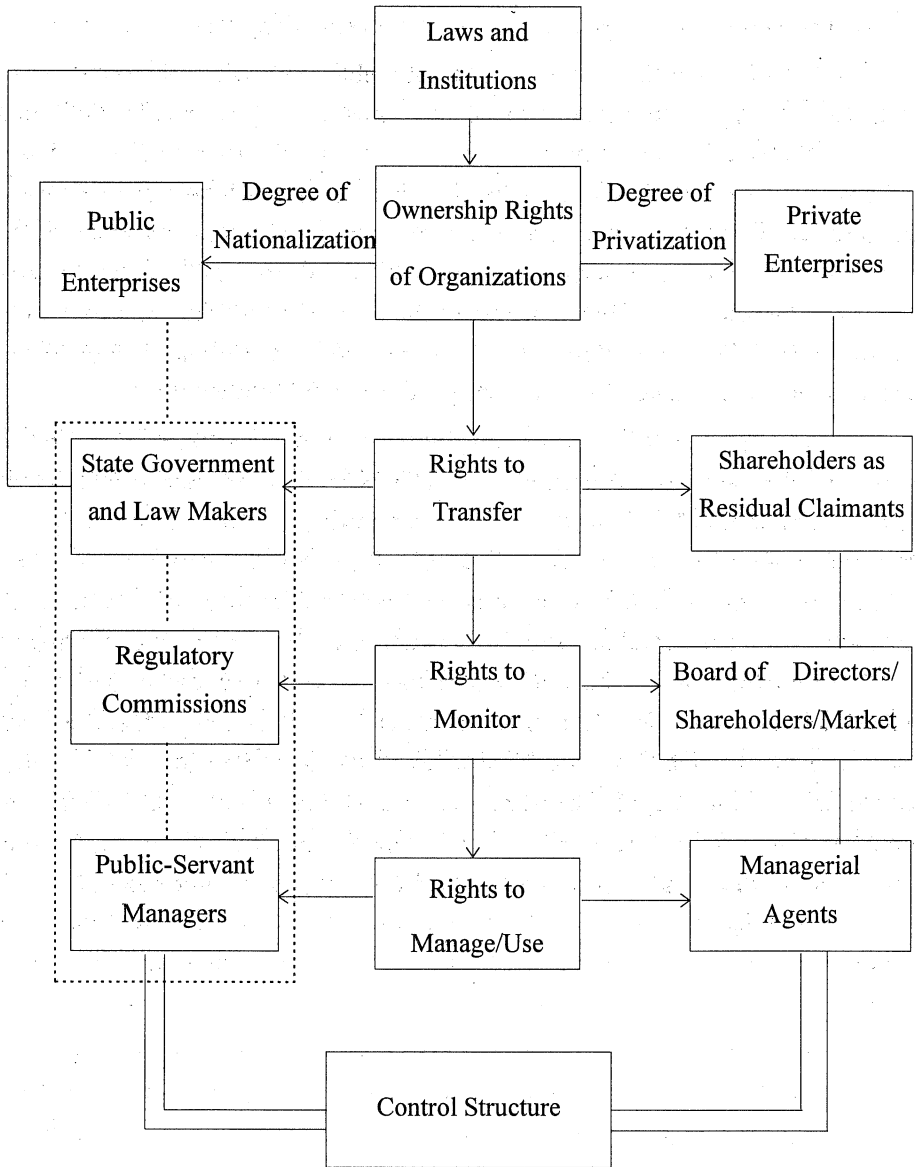 Laws and
Institutions
Degree of
Nationalization
Ownership Rights
of Organizations
Degree of
Privatization
Public
Enterprises
Private
Enterprises
State Government
and Law Makers
Rights to
Transfer
Shareholders as
Residual Claimants
Regulatory
Commissions
Rights to
Monitor
Board of Directors/
Shareholders/Market
Public-Servant
Managers
Rights to
Manage/Use
Managerial
Agents
Control Structure